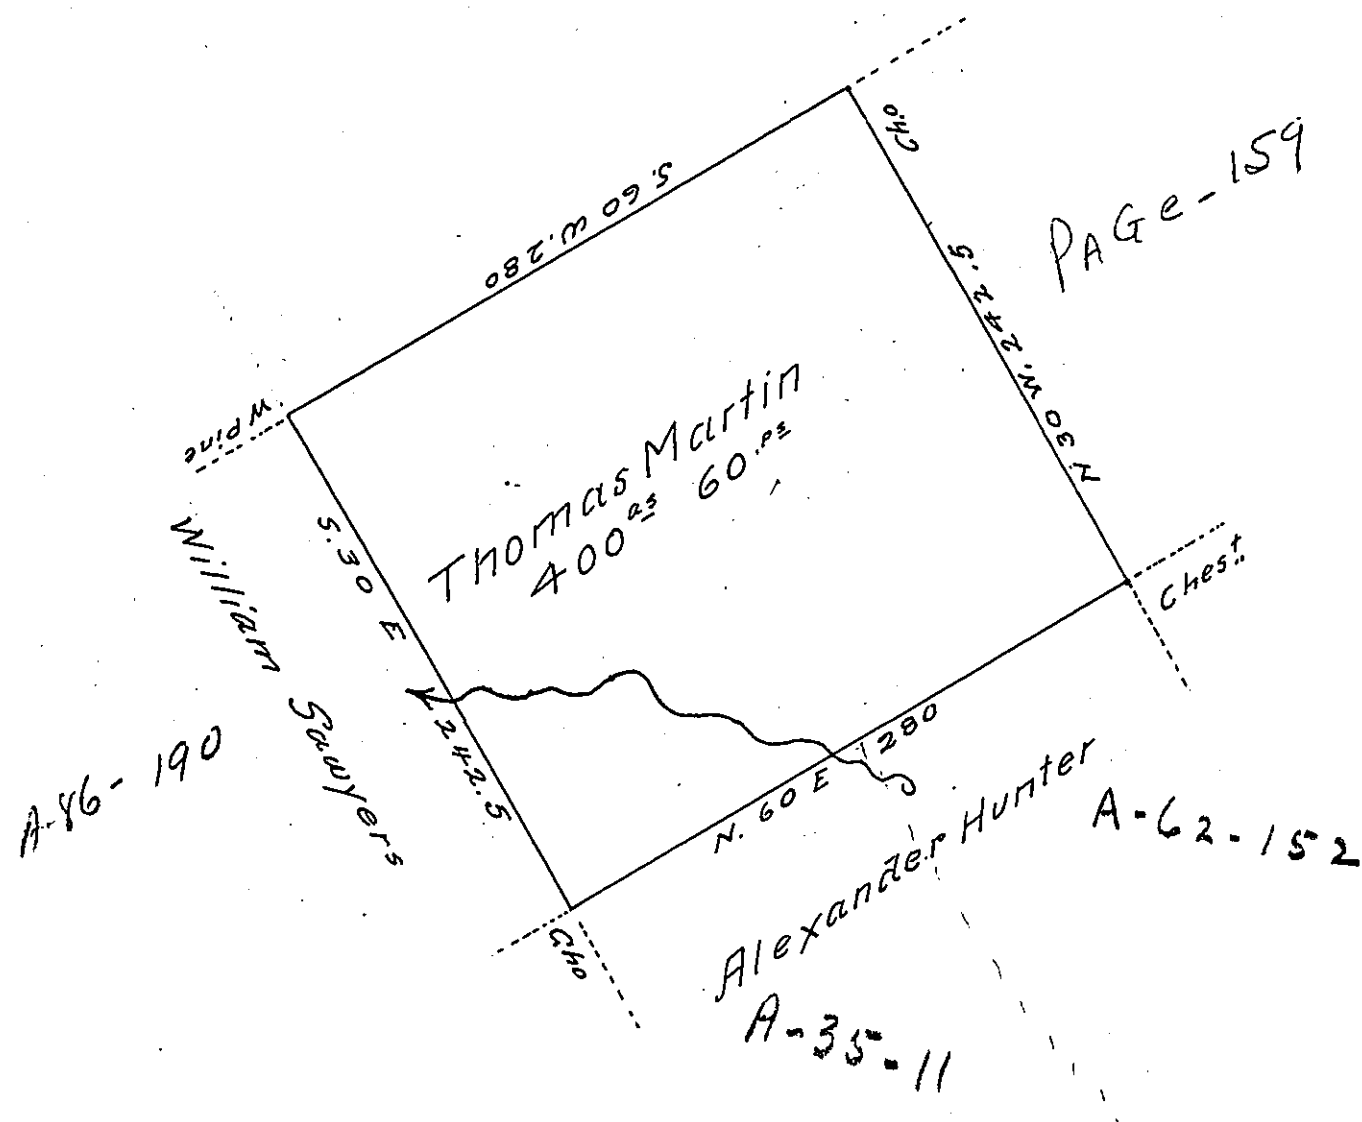 Cho
PAGe - 159
S. 60 W. 280
N 30 W. 242.5
W Pine
Thomas Martin
400 as 60 ps
S. 30 E 242.5
Chest:
William Sawyers
A-86-190
N. 60 E 280
Alexander Hunter
A-62-152
Cho
A-35-11